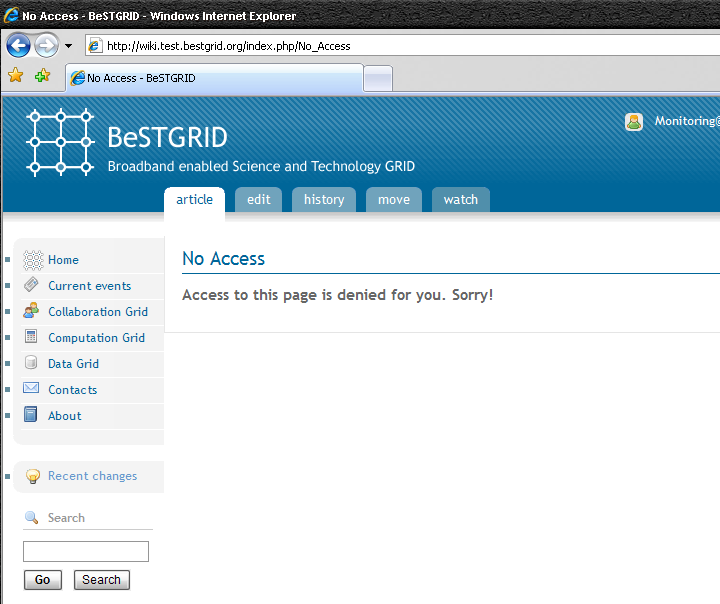 No Access - BeSTGRID - Windows Internet Explorer
http://wiki.test.bestgrid.org/index.php/No_Access
No Access - BeSTGRID
BeSTGRID
Monitoring@
Broadband enabled Science and Technology GRID
article edit history move watch
Home
No Access
Current events
Access to this page is denied for you. Sorry!
Collaboration Grid
Computation Grid
Data Grid
Contacts
About
Recent changes
Search
Go Search